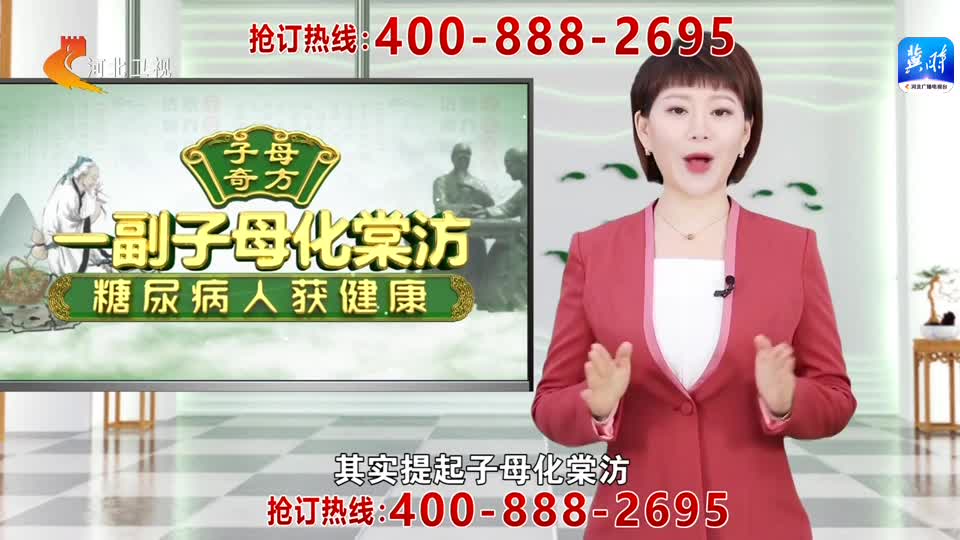 抢订热线:400-888-2695
河北卫视
冀时
河北广播电视台
子母
奇方
一副子母化棠汸
糖尿病人获健康
其实提起子母化棠汸
抢订热线:400-888-2695